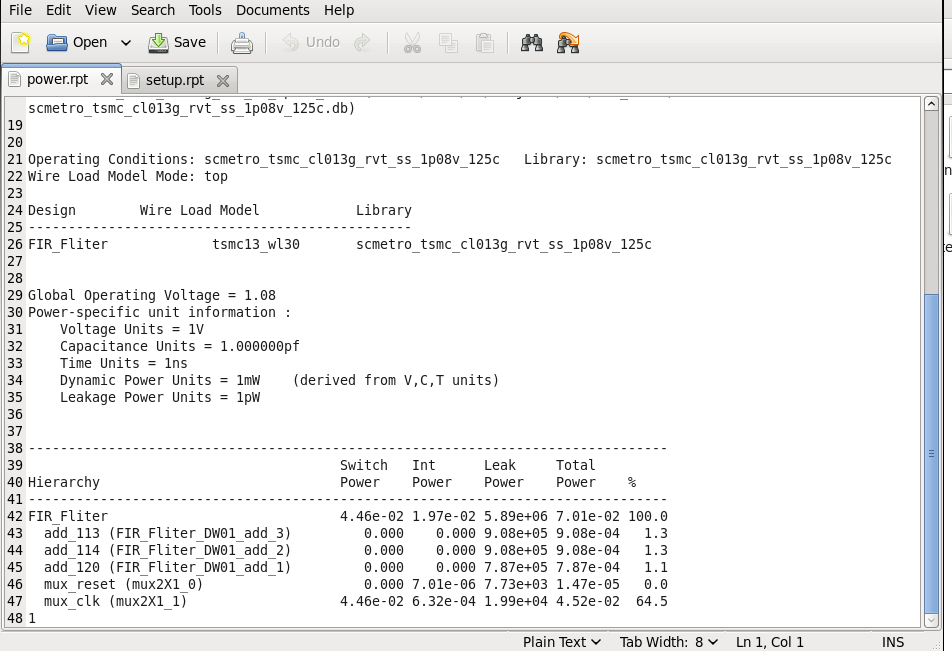 File Edit View Search Tools Documents Help
Open Save Undo
power.rpt setup.rpt
scmetro_tsmc_cl013g_rvt_ss_1p08v_125c.db)
19
20
21 Operating Conditions: scmetro_tsmc_cl013g_rvt_ss_1p08v_125c   Library: scmetro_tsmc_cl013g_rvt_ss_1p08v_125c
22 Wire Load Model Mode: top
23
24 Design        Wire Load Model            Library
25 ------------------------------------------------
26 FIR_Fliter             tsmc13_wl30       scmetro_tsmc_cl013g_rvt_ss_1p08v_125c
27
28
29 Global Operating Voltage = 1.08
30 Power-specific unit information :
31     Voltage Units = 1V
32     Capacitance Units = 1.000000pf
33     Time Units = 1ns
34     Dynamic Power Units = 1mW    (derived from V,C,T units)
35     Leakage Power Units = 1pW
36
37
38 --------------------------------------------------------------------------------
39                                        Switch   Int      Leak     Total
40 Hierarchy                              Power    Power    Power    Power    %
41 --------------------------------------------------------------------------------
42 FIR_Fliter                             4.46e-02 1.97e-02 5.89e+06 7.01e-02 100.0
43   add_113 (FIR_Fliter_DW01_add_3)         0.000    0.000 9.08e+05 9.08e-04   1.3
44   add_114 (FIR_Fliter_DW01_add_2)         0.000    0.000 9.08e+05 9.08e-04   1.3
45   add_120 (FIR_Fliter_DW01_add_1)         0.000    0.000 7.87e+05 7.87e-04   1.1
46   mux_reset (mux2X1_0)                    0.000 7.01e-06 7.73e+03 1.47e-05   0.0
47   mux_clk (mux2X1_1)                   4.46e-02 6.32e-04 1.99e+04 4.52e-02  64.5
48 1
Plain Text Tab Width: 8 Ln 1, Col 1 INS